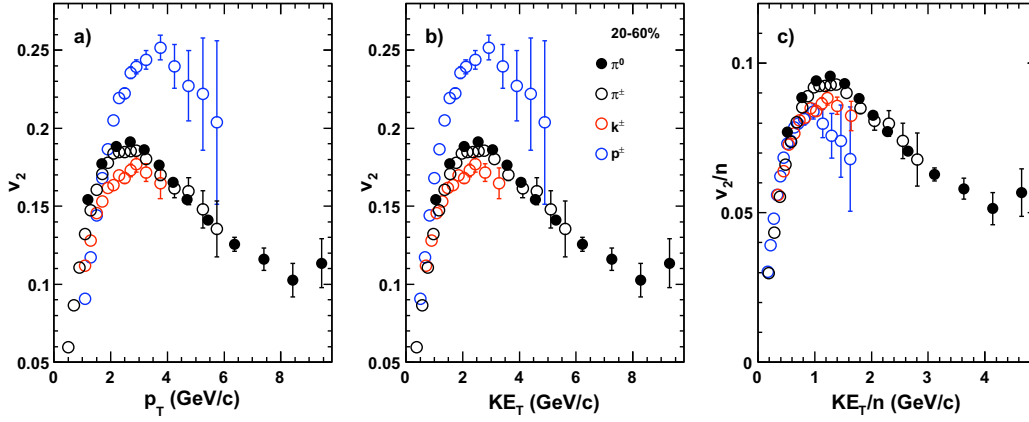 a)
v2
0.25
0.2
0.15
0.1
0.05
0 2 4 6 8
pT (GeV/c)
b)
20-60%
π0
π±
k±
p±
v2
0.25
0.2
0.15
0.1
0.05
0 2 4 6 8
KET (GeV/c)
c)
v2/n
0.1
0.05
0
0 1 2 3 4
KET/n (GeV/c)